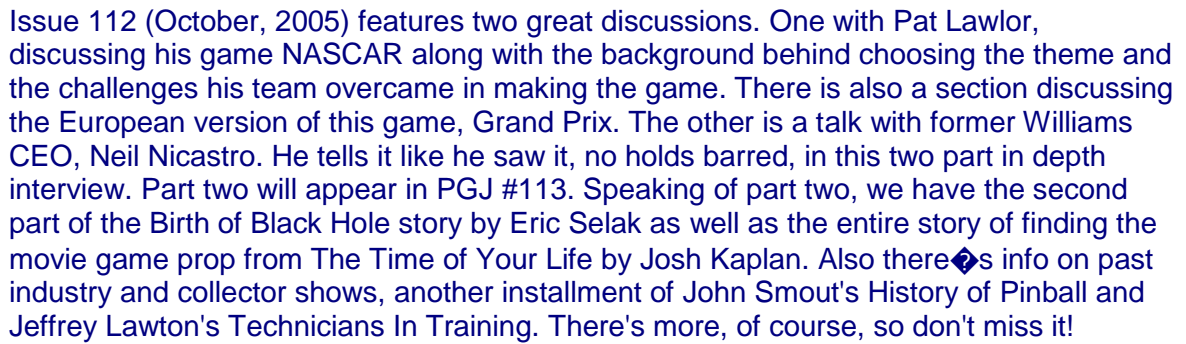 Issue 112 (October, 2005) features two great discussions. One with Pat Lawlor,
discussing his game NASCAR along with the background behind choosing the theme and
the challenges his team overcame in making the game. There is also a section discussing
the European version of this game, Grand Prix. The other is a talk with former Williams
CEO, Neil Nicastro. He tells it like he saw it, no holds barred, in this two part in depth
interview. Part two will appear in PGJ #113. Speaking of part two, we have the second
part of the Birth of Black Hole story by Eric Selak as well as the entire story of finding the
movie game prop from The Time of Your Life by Josh Kaplan. Also there�s info on past
industry and collector shows, another installment of John Smout's History of Pinball and
Jeffrey Lawton's Technicians In Training. There's more, of course, so don't miss it!